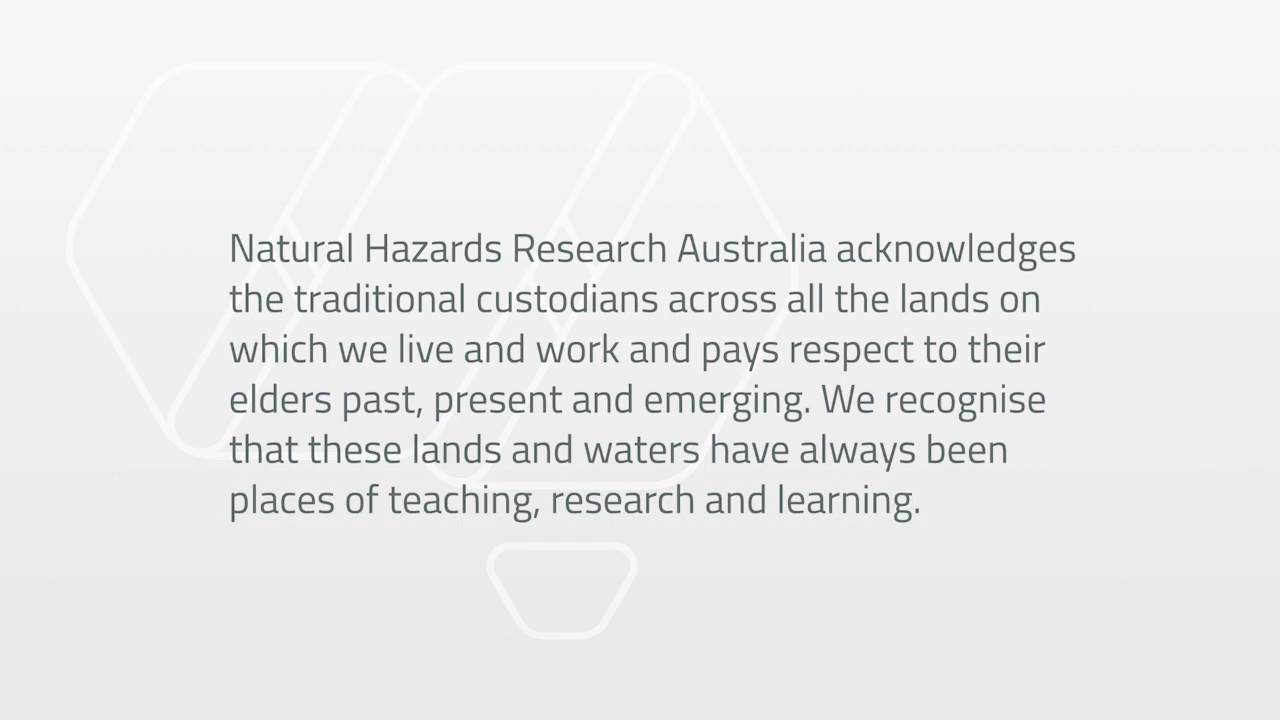 Natural Hazards Research Australia acknowledges
the traditional custodians across all the lands on
which we live and work and pays respect to their
elders past, present and emerging. We recognise
that these lands and waters have always been
places of teaching, research and learning.